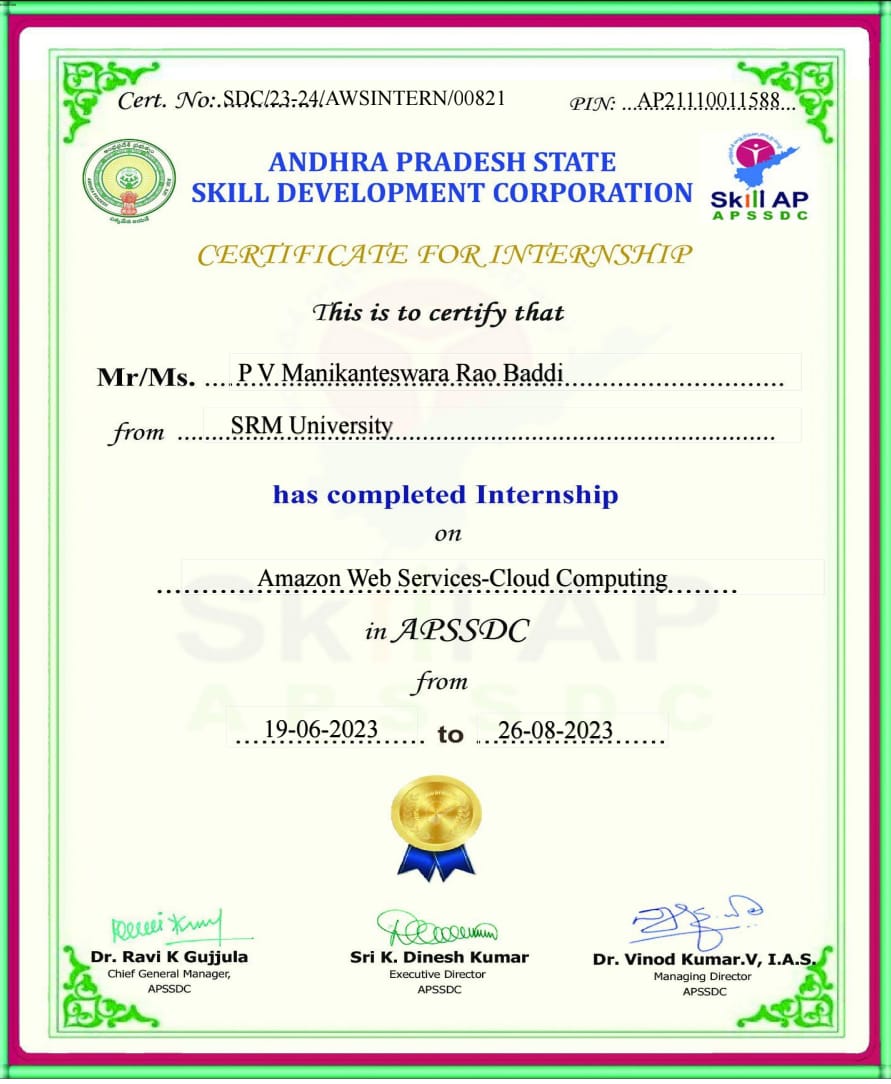 Cert. No:.SDC/23-24/AWSINTERN/00821
PIN: ...AP21110011588...
ANDHRA PRADESH STATE
SKILL DEVELOPMENT CORPORATION
Skill AP
APSSDC
CERTIFICATE FOR INTERNSHIP
This is to certify that
Mr/Ms. ....P V Manikanteswara Rao Baddi..............................
from .......SRM University......................................................
has completed Internship
on
............Amazon Web Services-Cloud Computing.........
in APSSDC
from
....19-06-2023...... to ...26-08-2023......
Skill AP
APSSDC
Dr. Ravi K Gujjula
Chief General Manager,
APSSDC
Sri K. Dinesh Kumar
Executive Director
APSSDC
Dr. Vinod Kumar.V, I.A.S.
Managing Director
APSSDC